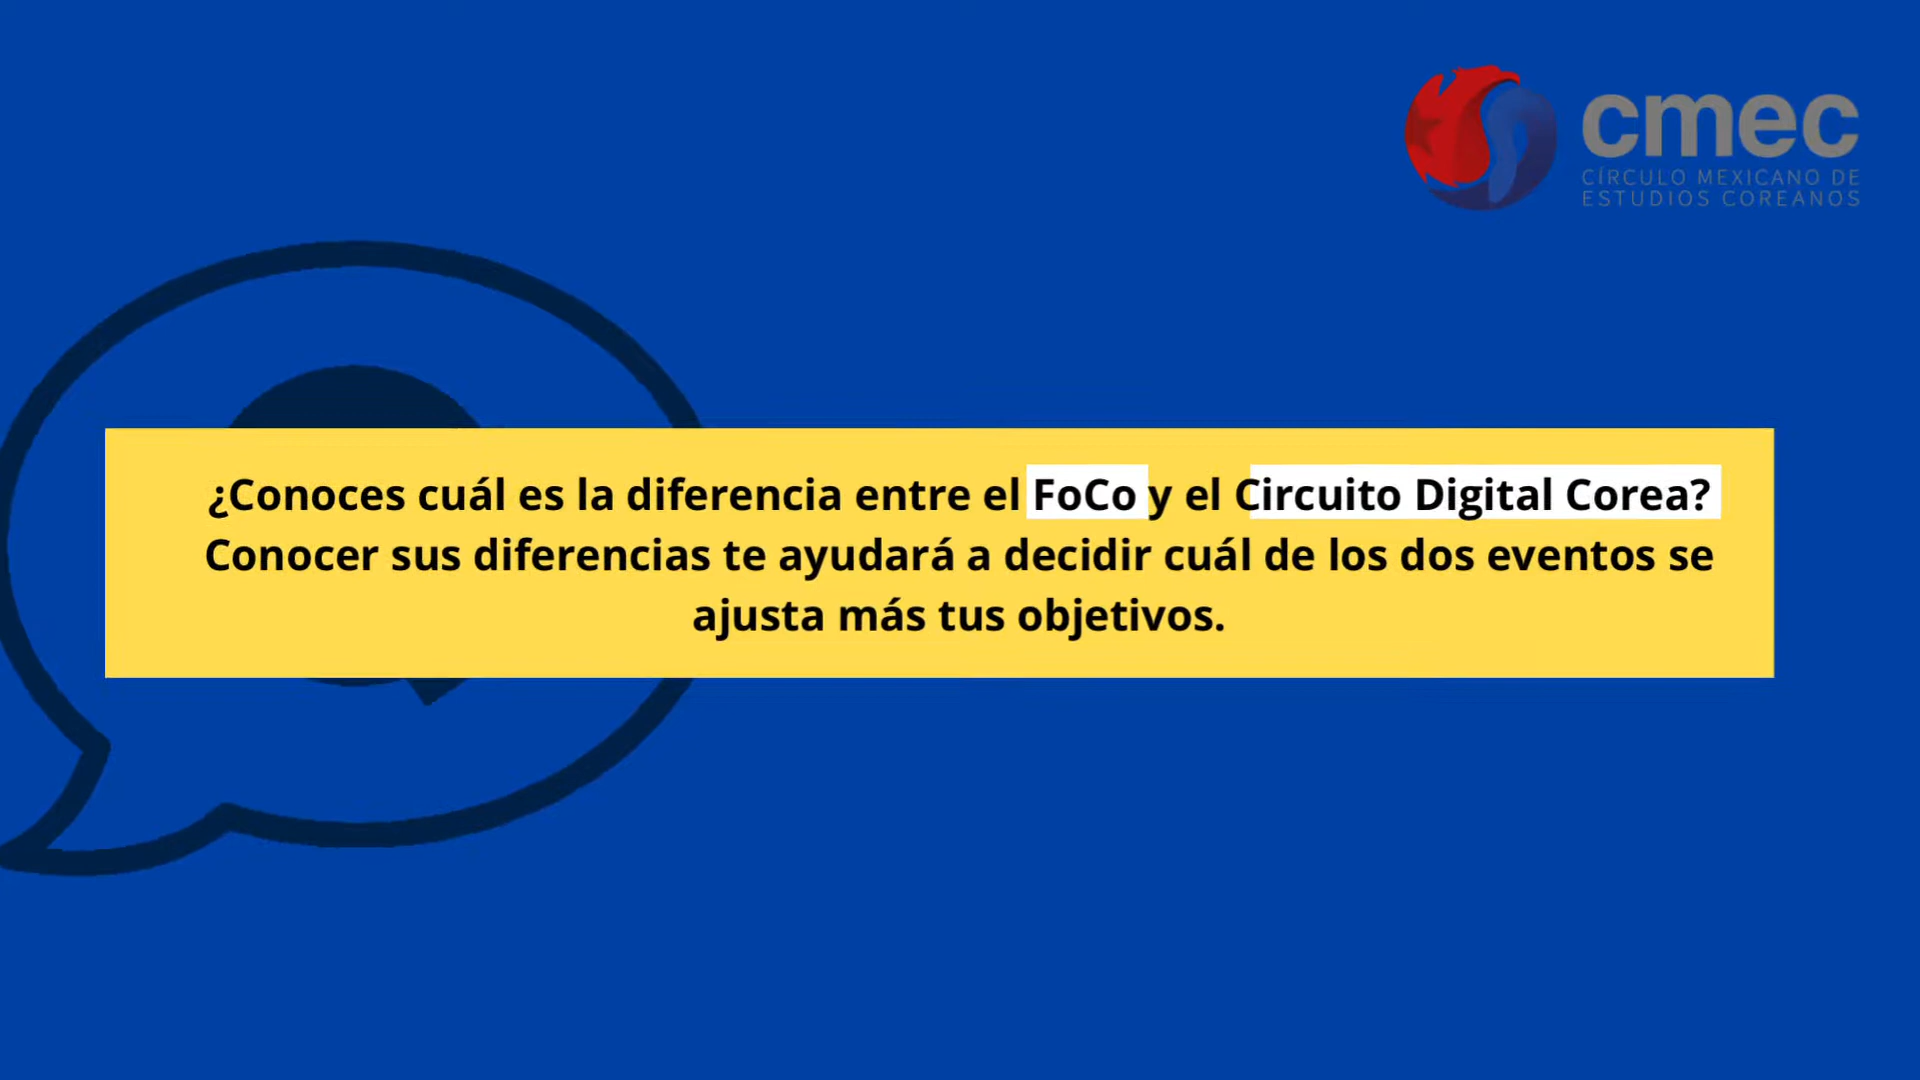 cmec
CÍRCULO MEXICANO DE
ESTUDIOS COREANOS
¿Conoces cuál es la diferencia entre el FoCo y el Circuito Digital Corea?
Conocer sus diferencias te ayudará a decidir cuál de los dos eventos se
ajusta más tus objetivos.